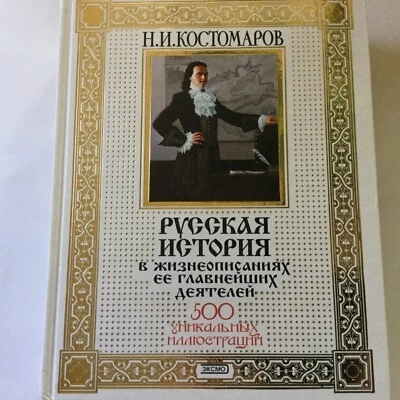 Н.И.КОСТОМАРОВ
РУССКАЯ
ИСТОРИЯ
В ЖИЗНЕОПИСАНИЯХ
ЕЕ ГЛАВНЕЙШИХ
ДЕЯТЕЛЕЙ
500
УНИКАЛЬНЫХ
ИЛЛЮСТРАЦИЙ
ЭКСМО